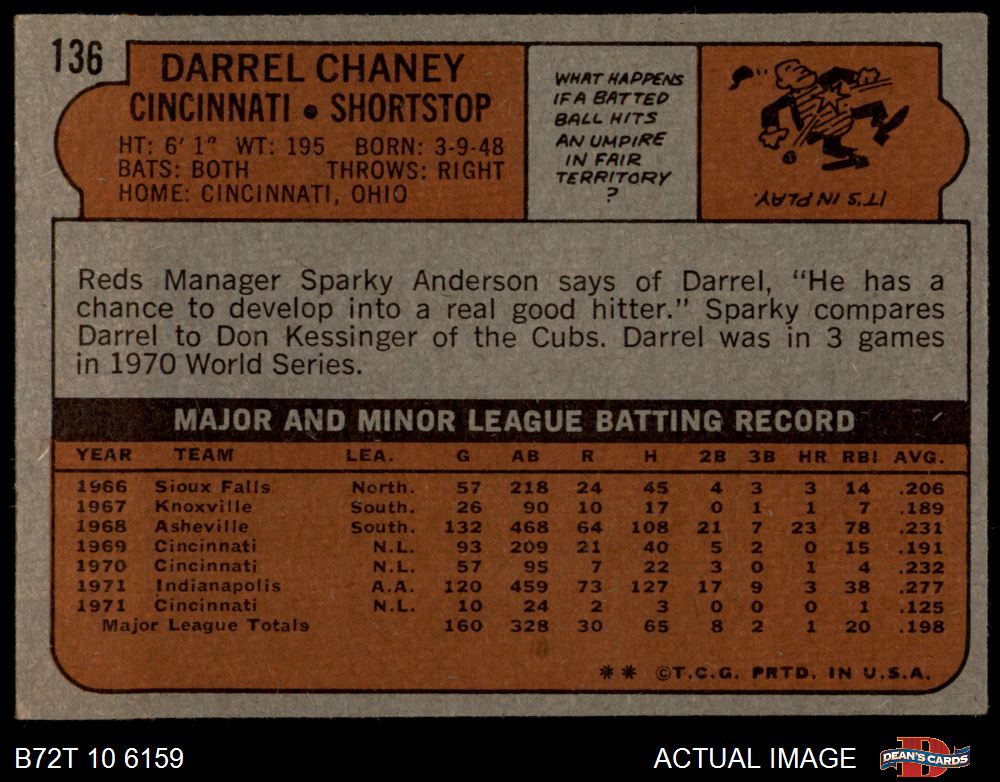 136
DARREL CHANEY
CINCINNATI • SHORTSTOP
HT: 6' 1" WT: 195 BORN: 3-9-48
BATS: BOTH THROWS: RIGHT
HOME: CINCINNATI, OHIO
WHAT HAPPENS
IF A BATTED
BALL HITS
AN UMPIRE
IN FAIR
TERRITORY
?
IT'S IN PLAY.
Reds Manager Sparky Anderson says of Darrel, "He has a
chance to develop into a real good hitter." Sparky compares
Darrel to Don Kessinger of the Cubs. Darrel was in 3 games
in 1970 World Series.
MAJOR AND MINOR LEAGUE BATTING RECORD
YEAR TEAM LEA. G AB R H 2B 3B HR RBI AVG.
1966 Sioux Falls North. 57 218 24 45 4 3 3 14 .206
1967 Knoxville South. 26 90 10 17 0 1 1 7 .189
1968 Asheville South. 132 468 64 108 21 7 23 78 .231
1969 Cincinnati N.L. 93 209 21 40 5 2 0 15 .191
1970 Cincinnati N.L. 57 95 7 22 3 0 1 4 .232
1971 Indianapolis A.A. 120 459 73 127 17 9 3 38 .277
1971 Cincinnati N.L. 10 24 2 3 0 0 0 1 .125
Major League Totals 160 328 30 65 8 2 1 20 .198
** ©T.C.G. PRTD. IN U.S.A.
B72T 10 6159
ACTUAL IMAGE
DEAN'S CARDS